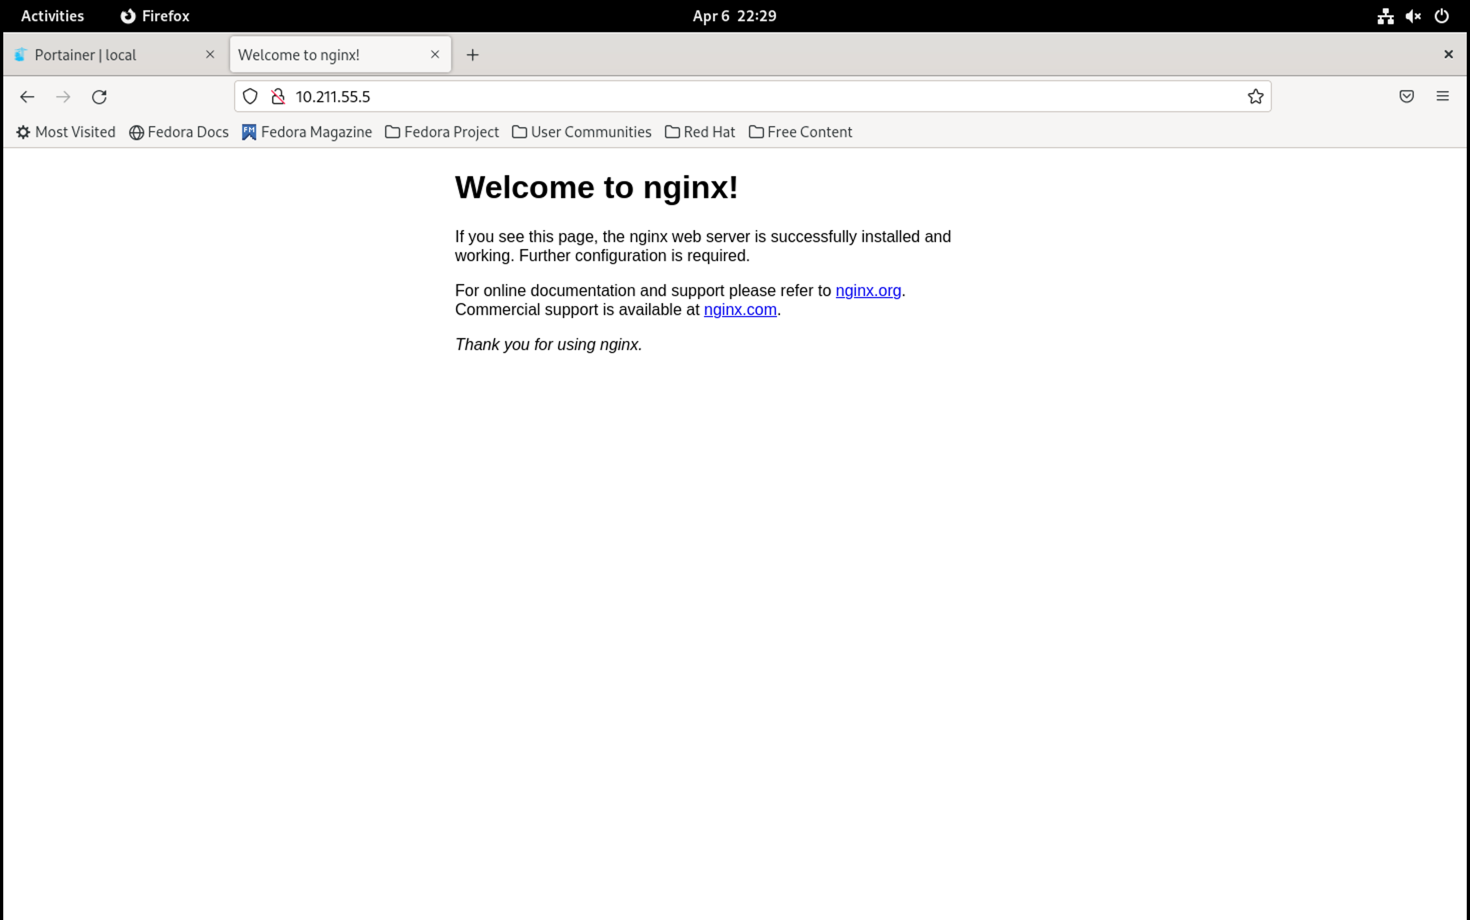 Activities Firefox Apr 6 22:29
Portainer | local Welcome to nginx!
10.211.55.5
Most Visited Fedora Docs FM Fedora Magazine Fedora Project User Communities Red Hat Free Content
Welcome to nginx!
If you see this page, the nginx web server is successfully installed and
working. Further configuration is required.
For online documentation and support please refer to nginx.org.
Commercial support is available at nginx.com.
Thank you for using nginx.